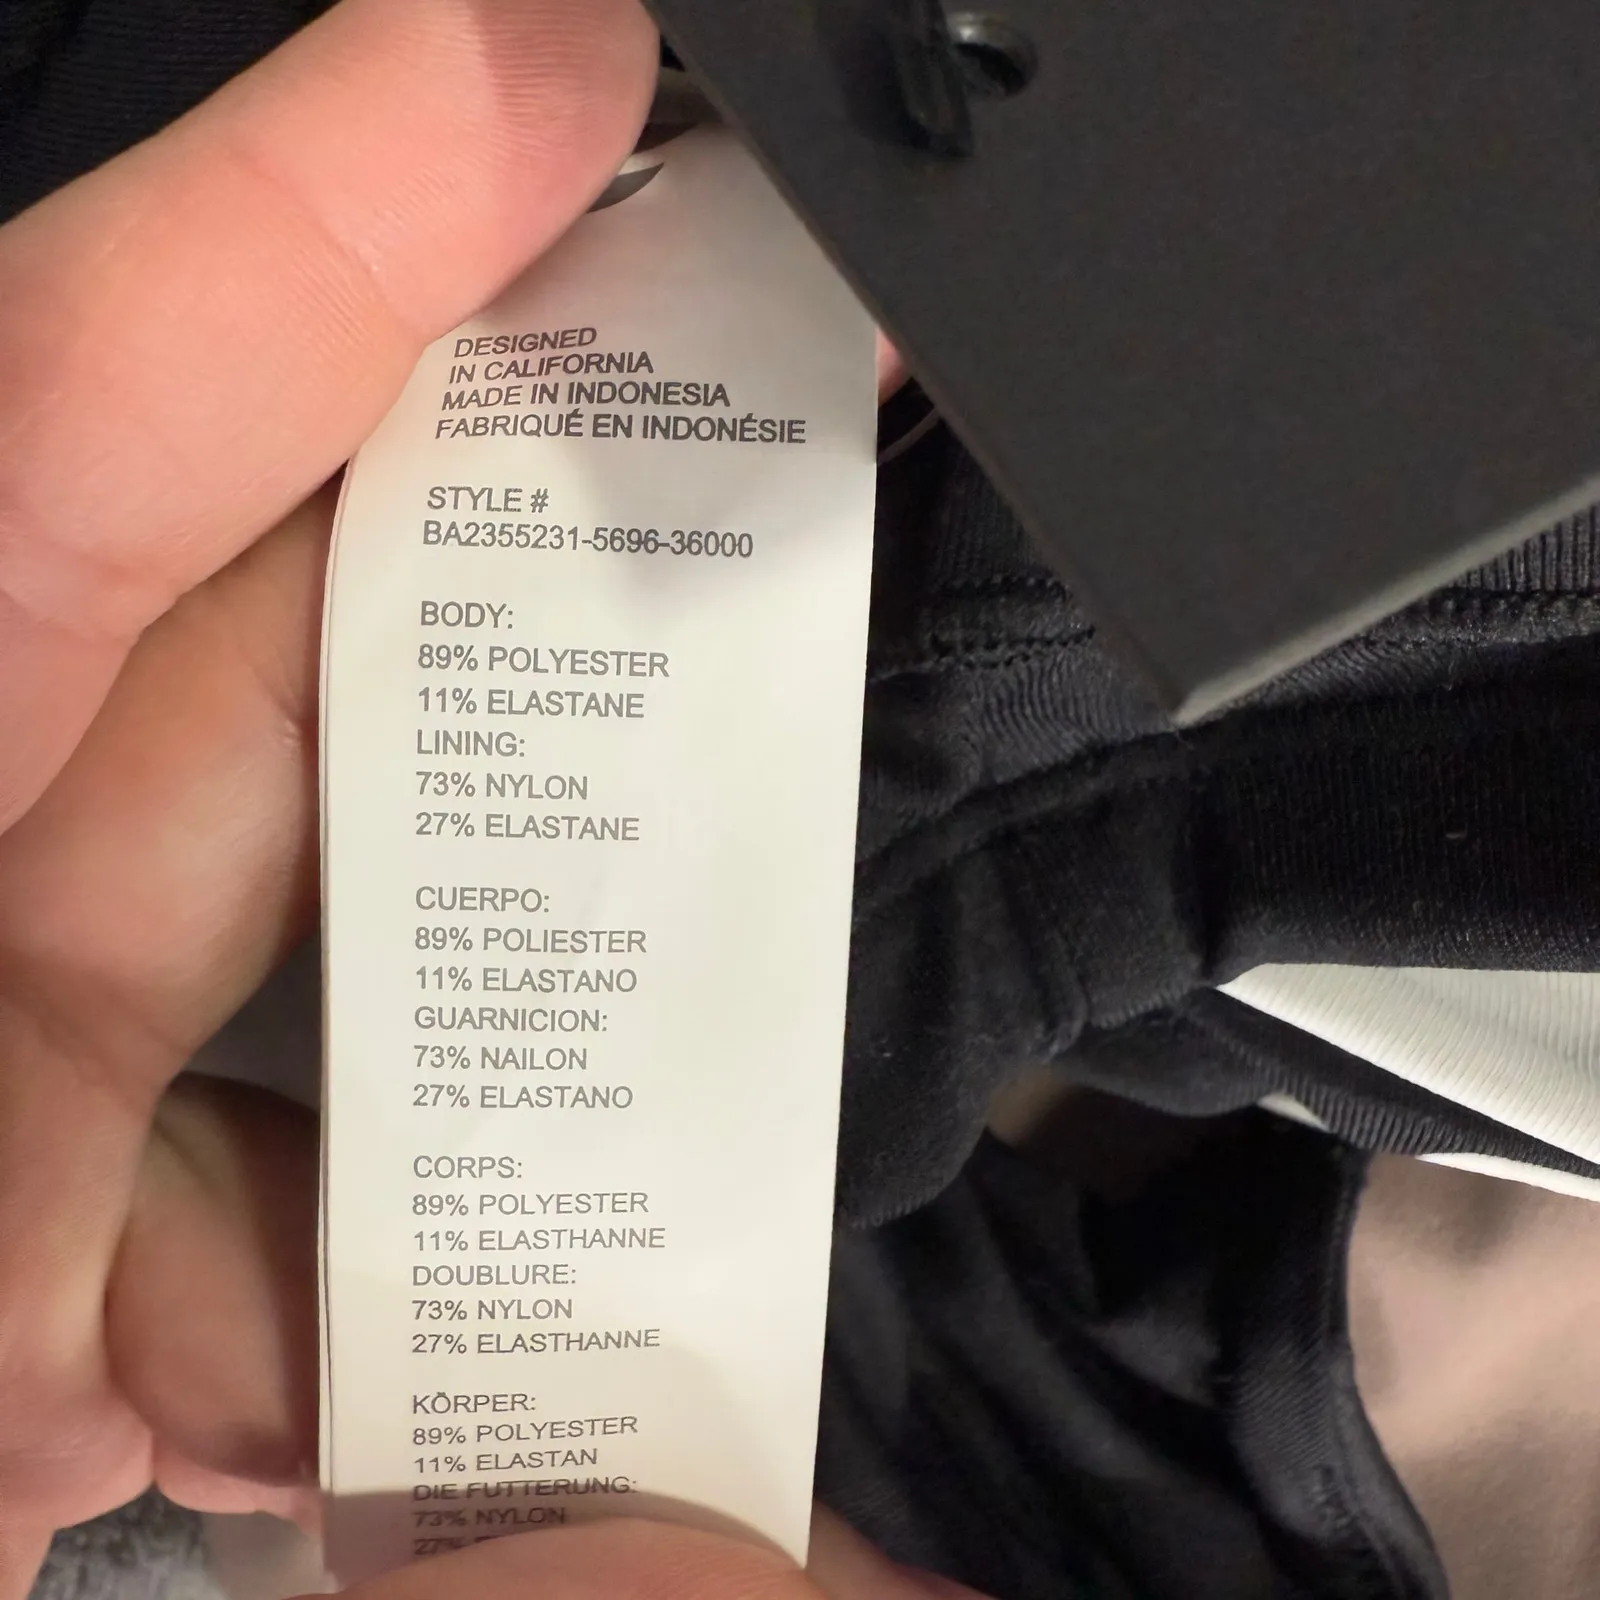 DESIGNED
IN CALIFORNIA
MADE IN INDONESIA
FABRIQUÉ EN INDONÉSIE
STYLE #
BA2355231-5696-36000
BODY:
89% POLYESTER
11% ELASTANE
LINING:
73% NYLON
27% ELASTANE
CUERPO:
89% POLIESTER
11% ELASTANO
GUARNICION:
73% NAILON
27% ELASTANO
CORPS:
89% POLYESTER
11% ELASTHANNE
DOUBLURE:
73% NYLON
27% ELASTHANNE
KÖRPER:
89% POLYESTER
11% ELASTAN
DIE FUTTERUNG:
73% NYLON
27%